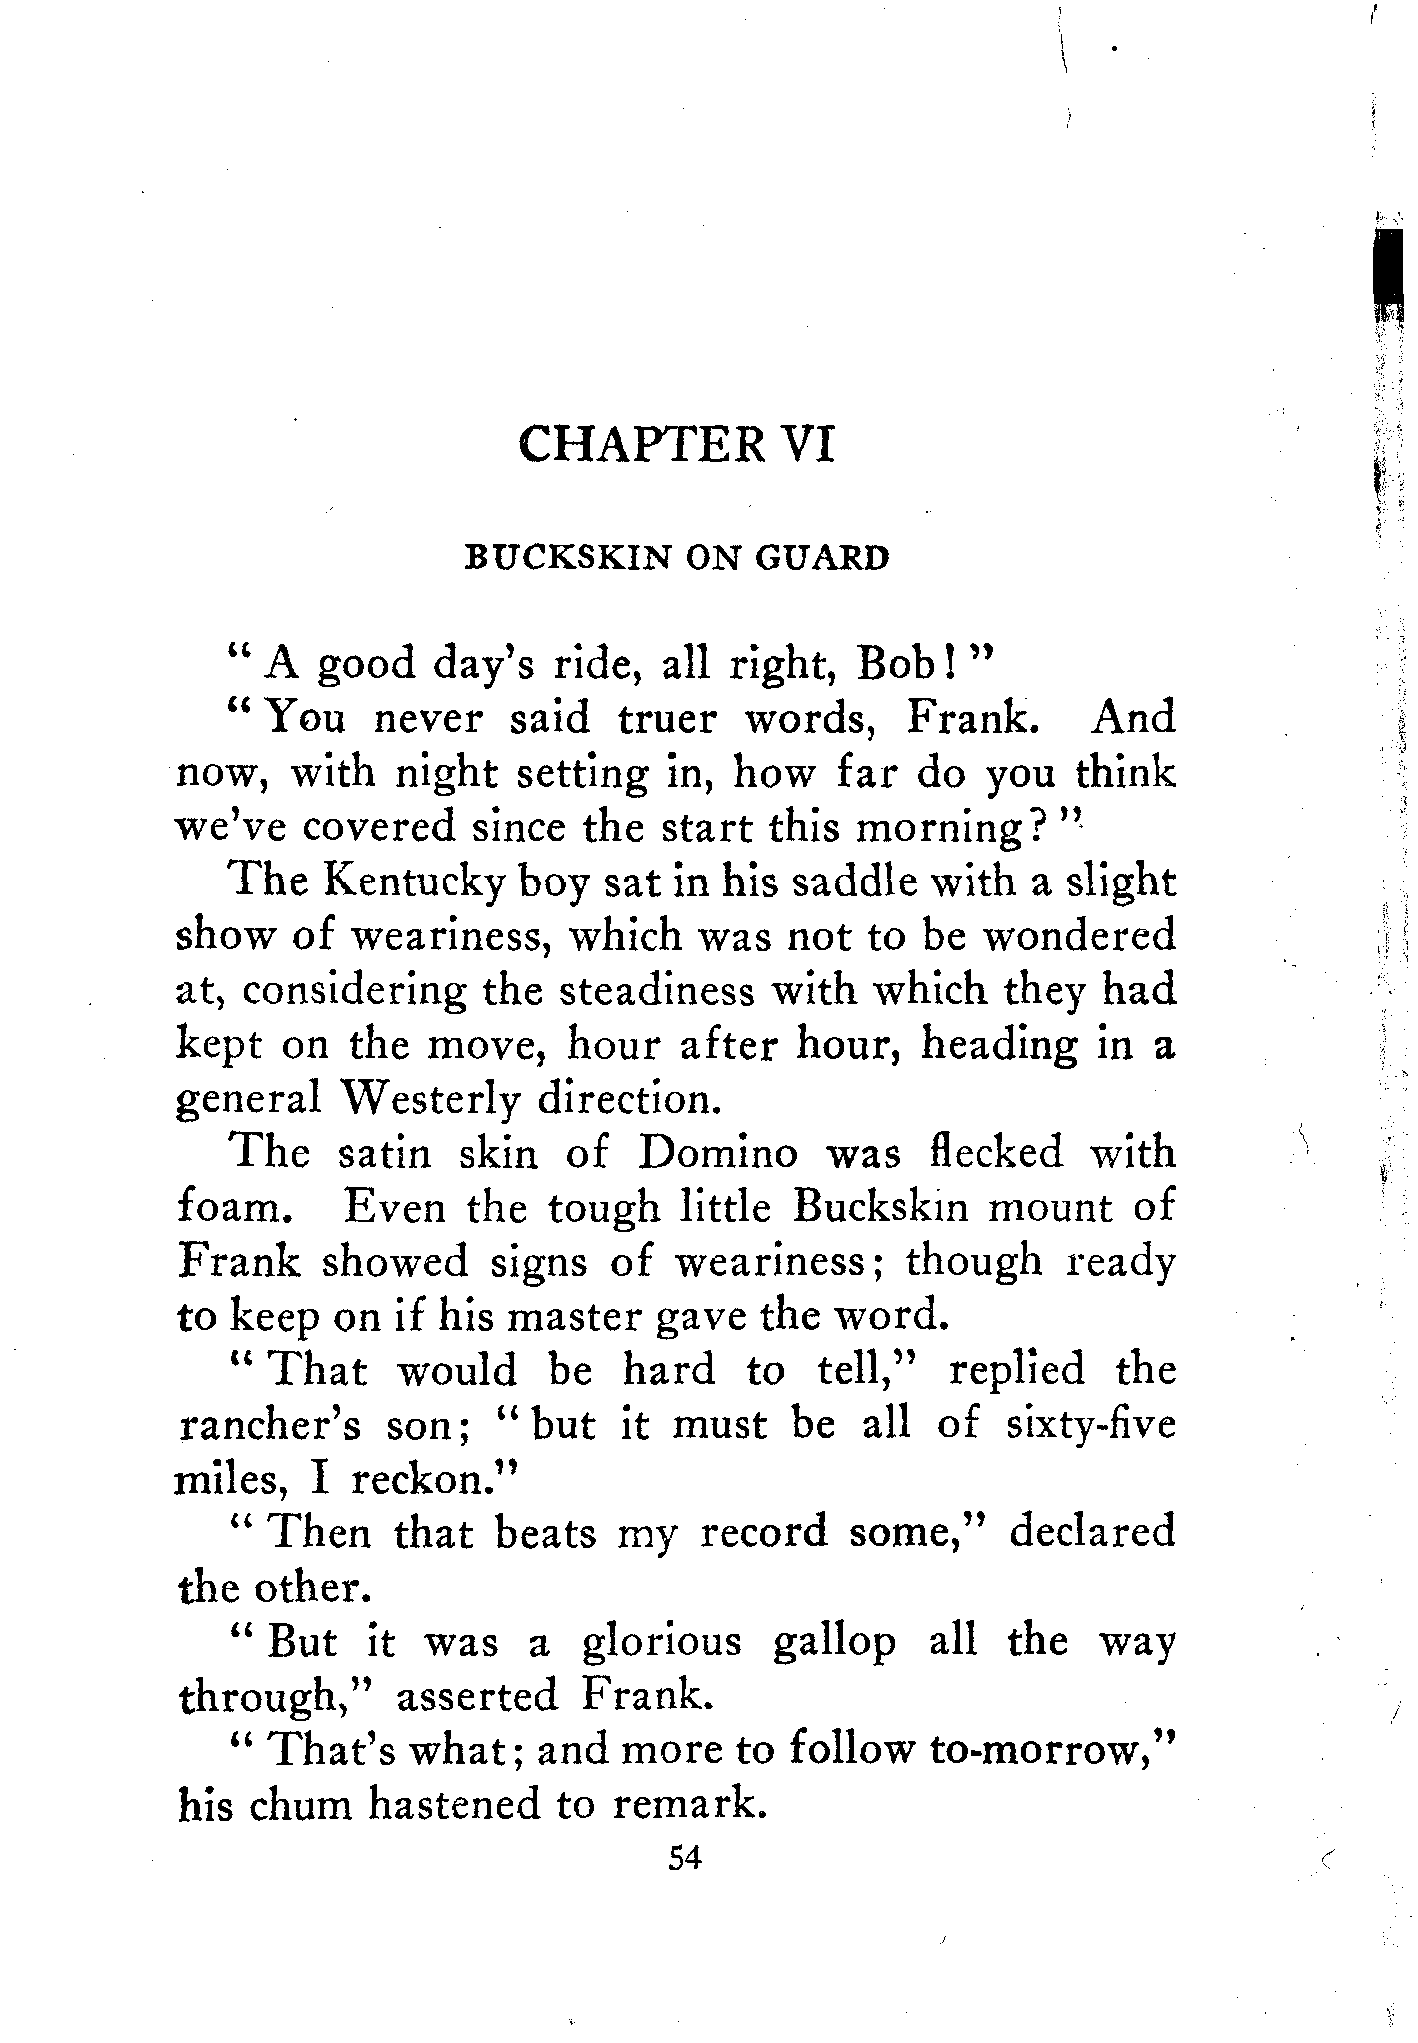 CHAPTER VI
BUCKSKIN ON GUARD
" A good day's ride, all right, Bob! "
" You never said truer words, Frank. And
now, with night setting in, how far do you think
we've covered since the start this morning? "
The Kentucky boy sat in his saddle with a slight
show of weariness, which was not to be wondered
at, considering the steadiness with which they had
kept on the move, hour after hour, heading in a
general Westerly direction.
The satin skin of Domino was flecked with
foam. Even the tough little Buckskin mount of
Frank showed signs of weariness; though ready
to keep on if his master gave the word.
" That would be hard to tell," replied the
rancher's son; " but it must be all of sixty-five
miles, I reckon."
" Then that beats my record some," declared
the other.
" But it was a glorious gallop all the way
through," asserted Frank.
" That's what; and more to follow to-morrow,"
his chum hastened to remark.
54